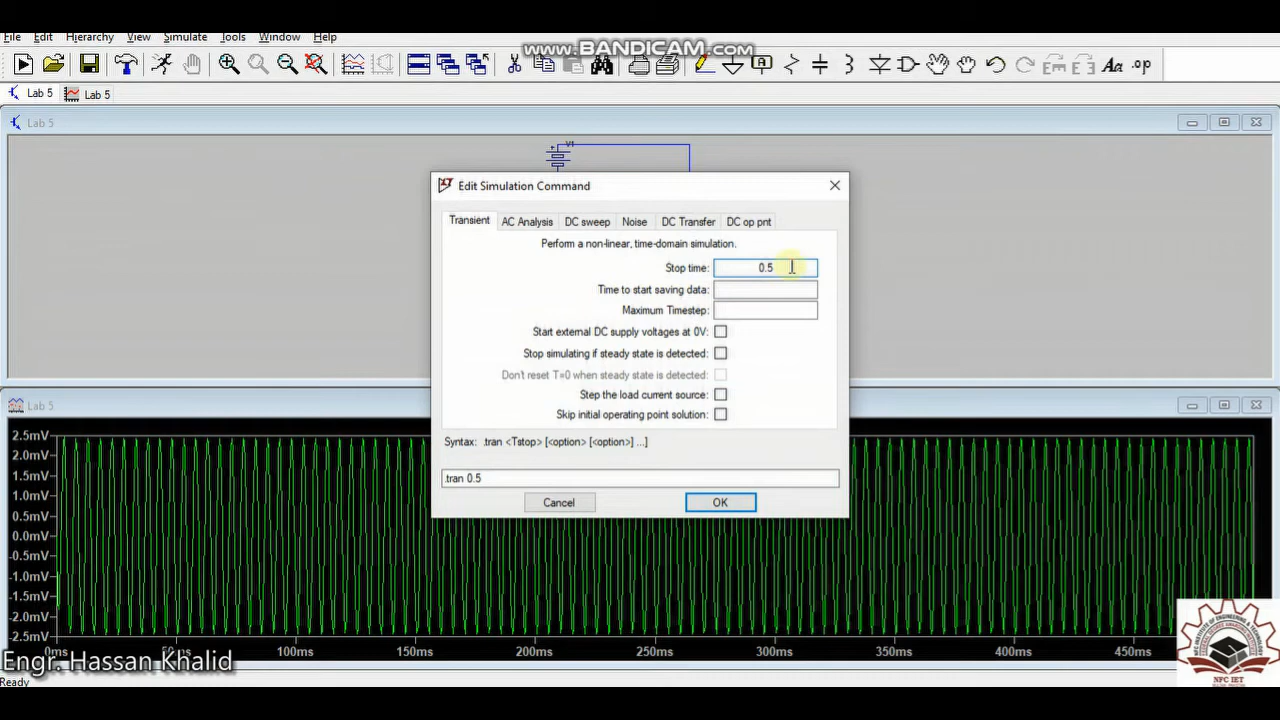 www.BANDICAM.com
File Edit Hierarchy View Simulate Tools Window Help
A Aa .op
Lab 5 Lab 5
Lab 5
V1
Edit Simulation Command
Transient AC Analysis DC sweep Noise DC Transfer DC op pnt
Perform a non-linear, time-domain simulation.
Stop time: 0.5
Time to start saving data:
Maximum Timestep:
Start external DC supply voltages at 0V:
Stop simulating if steady state is detected:
Don't reset T=0 when steady state is detected:
Step the load current source:
Skip initial operating point solution:
Syntax: .tran <Tstop> [<option> [<option>] ...]
.tran 0.5
Cancel OK
Lab 5
2.5mV
2.0mV
1.5mV
1.0mV
0.5mV
0.0mV
-0.5mV
-1.0mV
-1.5mV
-2.0mV
-2.5mV
0ms 100ms 150ms 200ms 250ms 300ms 350ms 400ms 450ms
Engr. Hassan Khalid
NFC IET
Ready